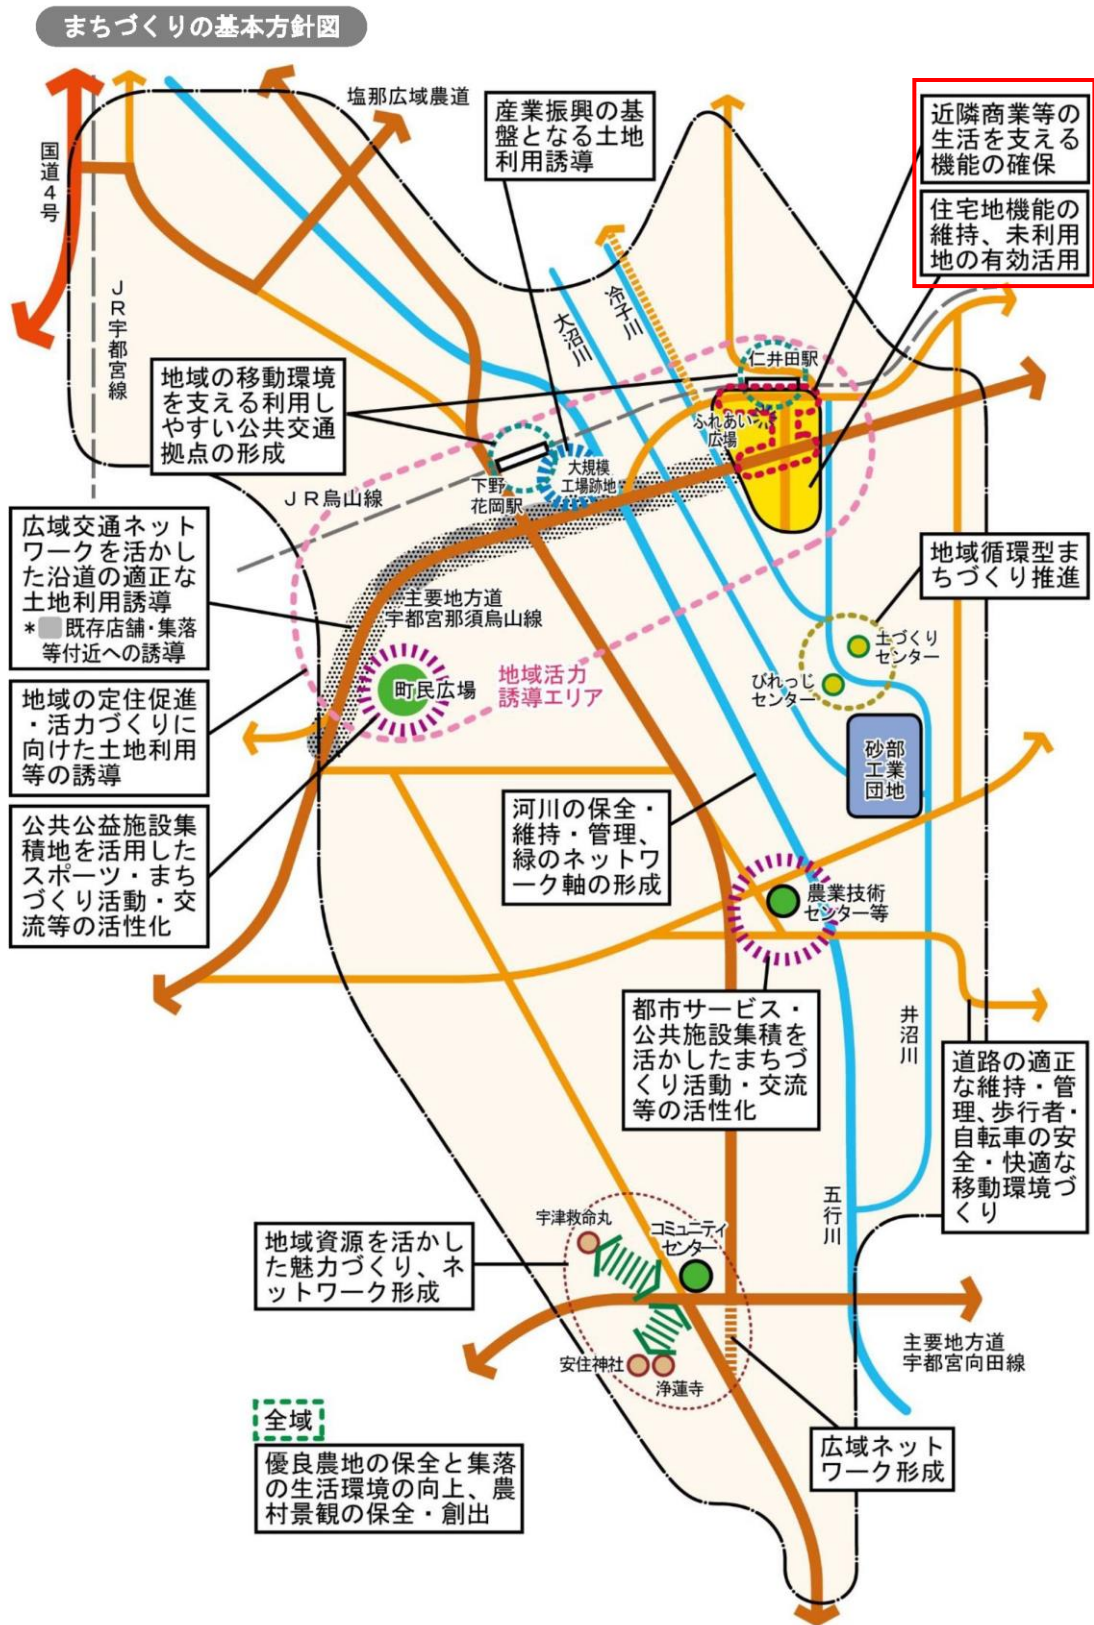 まちづくりの基本方針図
塩那広域農道
国道4号
JR宇都宮線
産業振興の基
盤となる土地
利用誘導
近隣商業等の
生活を支える
機能の確保
住宅地機能の
維持、未利用
地の有効活用
冷子川
大沼川
仁井田駅
ふれあい
広場
地域の移動環境
を支える利用し
やすい公共交通
拠点の形成
大規模
工場跡地
下野
花岡駅
JR烏山線
広域交通ネット
ワークを活かし
た沿道の適正な
土地利用誘導
*既存店舗・集落
等付近への誘導
主要地方道
宇都宮那須烏山線
地域循環型ま
ちづくり推進
土づくり
センター
びれっじ
センター
地域活力
誘導エリア
町民広場
地域の定住促進
・活力づくりに
向けた土地利用
等の誘導
砂部
工業
団地
河川の保全・
維持・管理、
緑のネットワ
ーク軸の形成
公共公益施設集
積地を活用した
スポーツ・まち
づくり活動・交
流等の活性化
農業技術
センター等
都市サービス・
公共施設集積を
活かしたまちづ
くり活動・交流
等の活性化
井沼川
道路の適正
な維持・管
理、歩行者・
自転車の安
全・快適な
移動環境づ
くり
五行川
宇津救命丸
コミュニティ
センター
地域資源を活かし
た魅力づくり、ネ
ットワーク形成
安住神社
浄蓮寺
主要地方道
宇都宮向田線
全域
優良農地の保全と集落
の生活環境の向上、農
村景観の保全・創出
広域ネット
ワーク形成